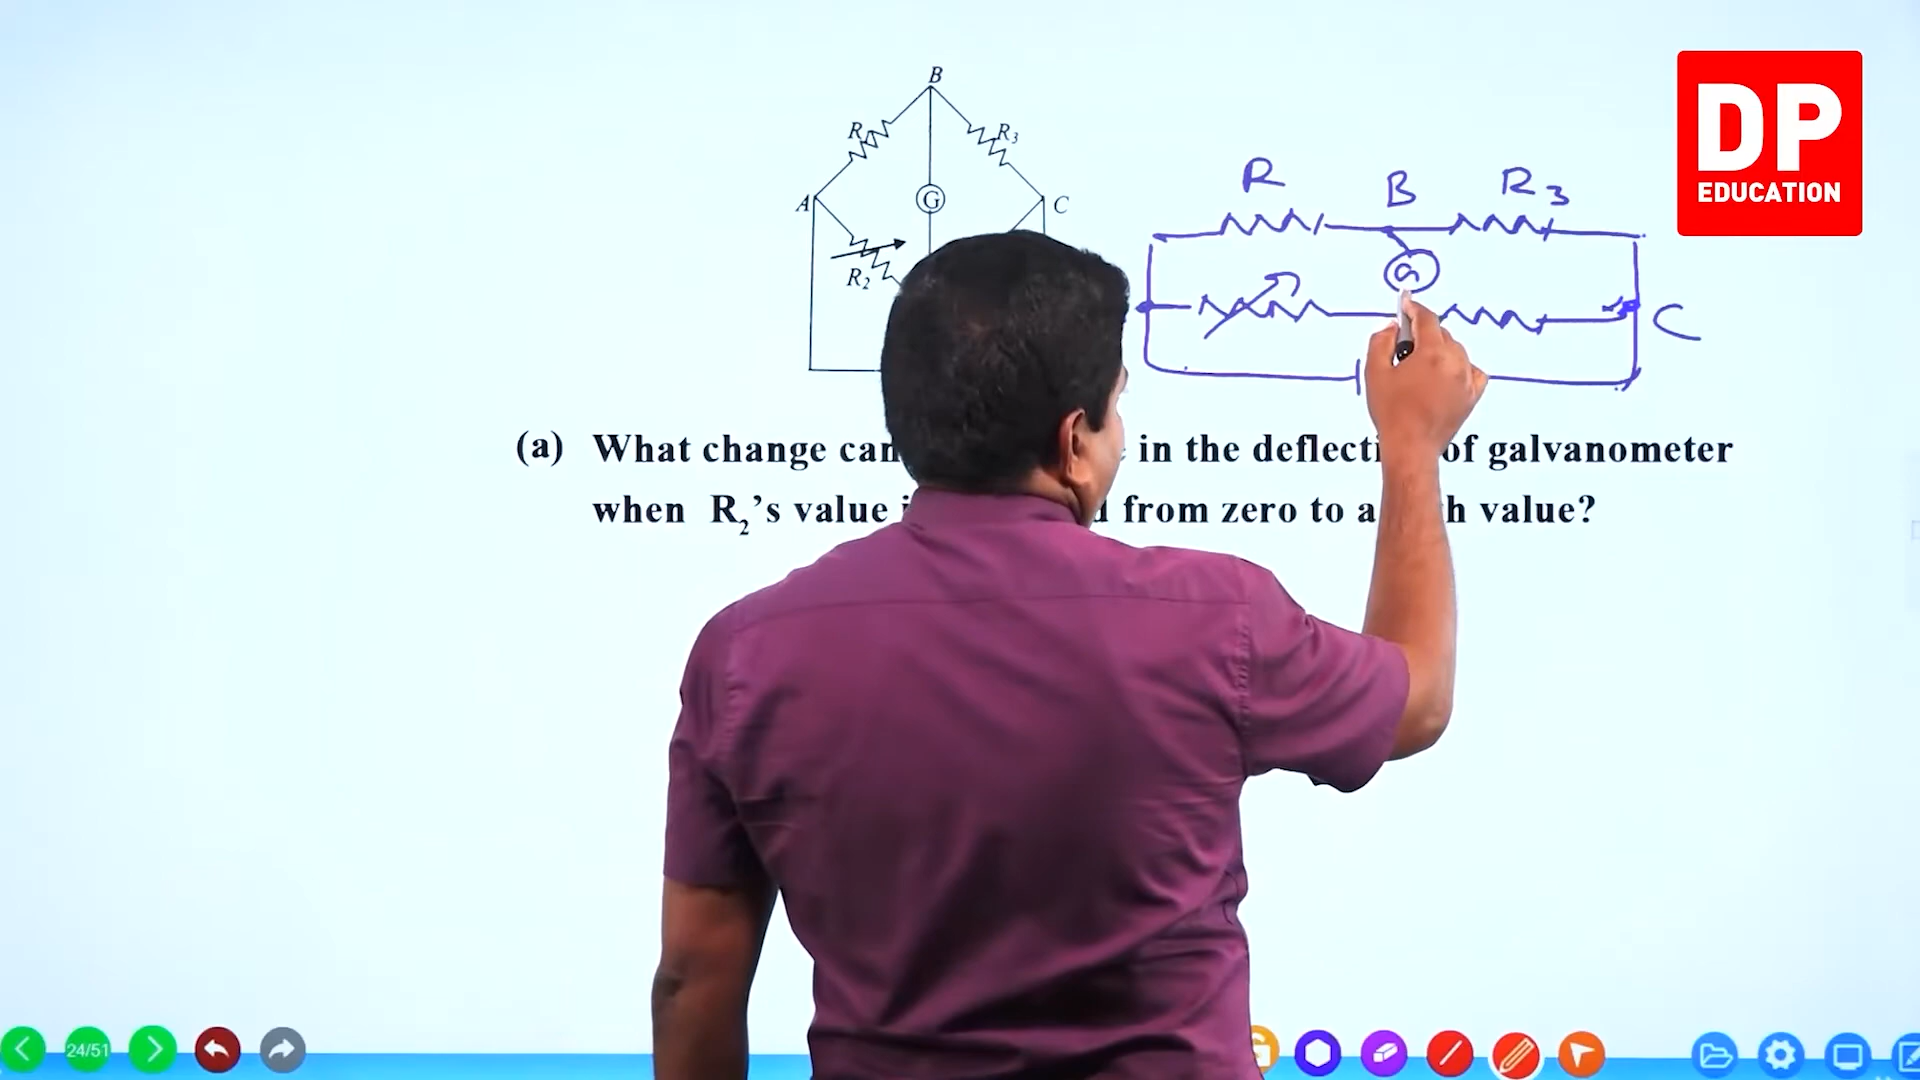 B
R
R3
A
G
C
R2
R B R3
G
C
(a) What change can in the deflecti of galvanometer
when R2's value from zero to a value?
DP
EDUCATION
24/51